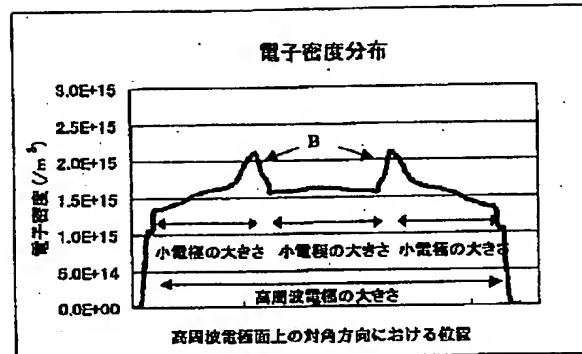 電子密度分布
電子密度(/m³)
3.0E+15
2.5E+15
2.0E+15
1.5E+15
1.0E+15
5.0E+14
0.0E+00
B
小電極の大きさ 小電極の大きさ 小電極の大きさ
高周波電極の大きさ
高周波電極面上の対角方向における位置